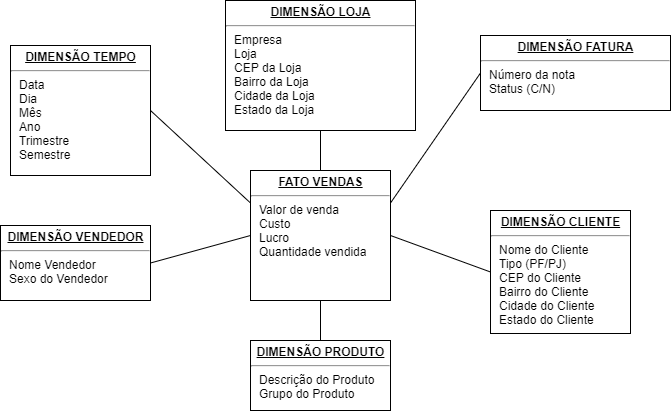 DIMENSÃO LOJA
Empresa
Loja
CEP da Loja
Bairro da Loja
Cidade da Loja
Estado da Loja
DIMENSÃO TEMPO
Data
Dia
Mês
Ano
Trimestre
Semestre
DIMENSÃO FATURA
Número da nota
Status (C/N)
FATO VENDAS
Valor de venda
Custo
Lucro
Quantidade vendida
DIMENSÃO VENDEDOR
Nome Vendedor
Sexo do Vendedor
DIMENSÃO CLIENTE
Nome do Cliente
Tipo (PF/PJ)
CEP do Cliente
Bairro do Cliente
Cidade do Cliente
Estado do Cliente
DIMENSÃO PRODUTO
Descrição do Produto
Grupo do Produto